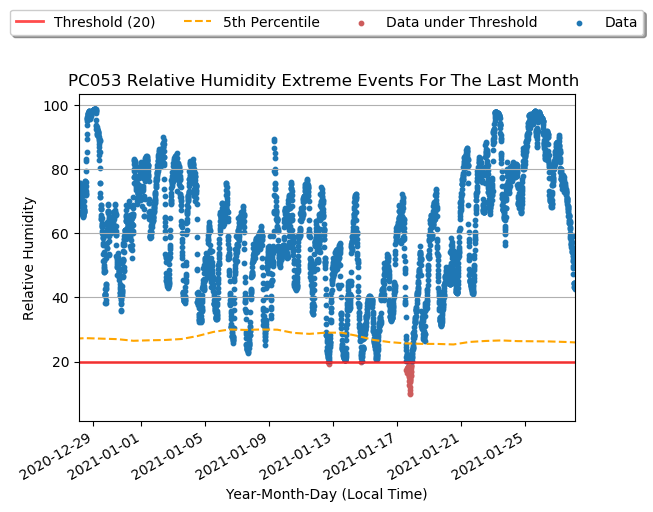 Threshold (20) 5th Percentile Data under Threshold Data
PC053 Relative Humidity Extreme Events For The Last Month
100
80
60
40
20
Relative Humidity
2020-12-29 2021-01-01 2021-01-05 2021-01-09 2021-01-13 2021-01-17 2021-01-21 2021-01-25
Year-Month-Day (Local Time)